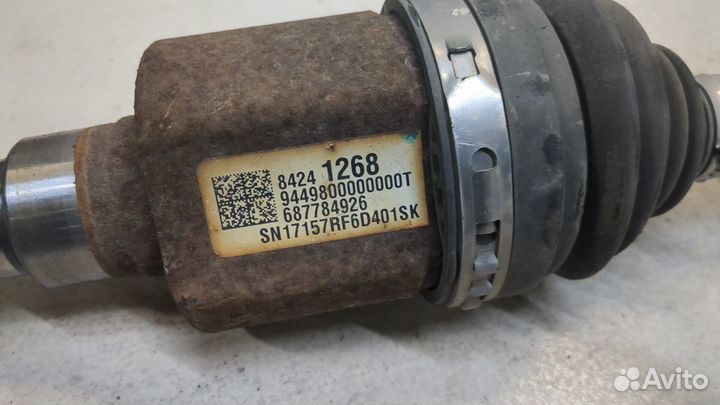 8424 1268
9449800000000T
687784926
SN17157RF6D401SK
Avito